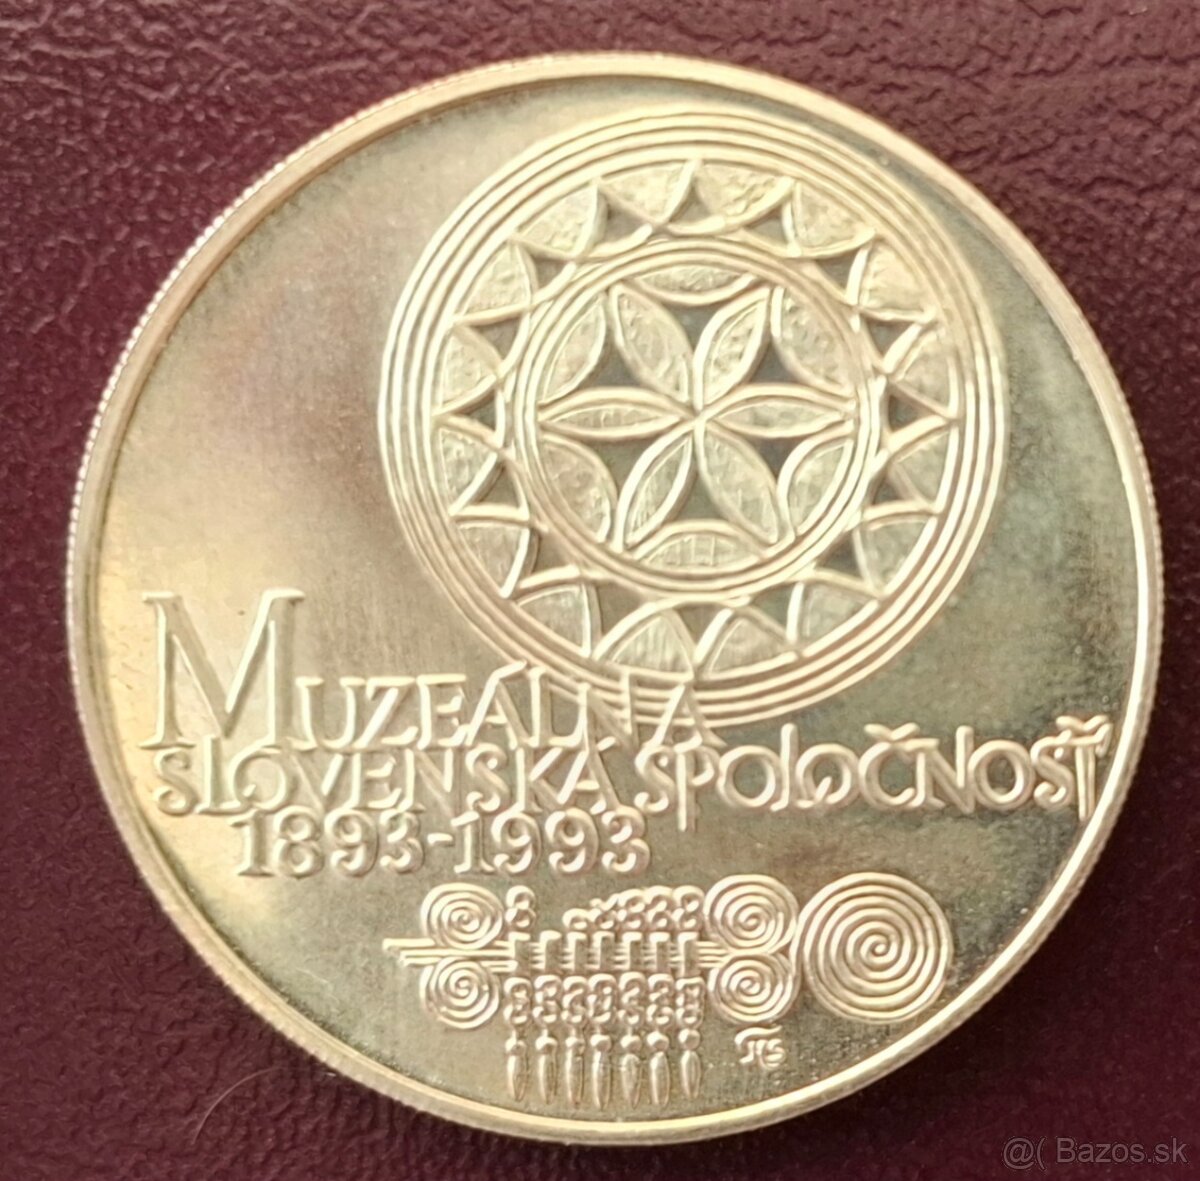 MUZEÁLNA
SLOVENSKÁ SPOLOČNOSŤ
1893-1993
@( Bazos.sk